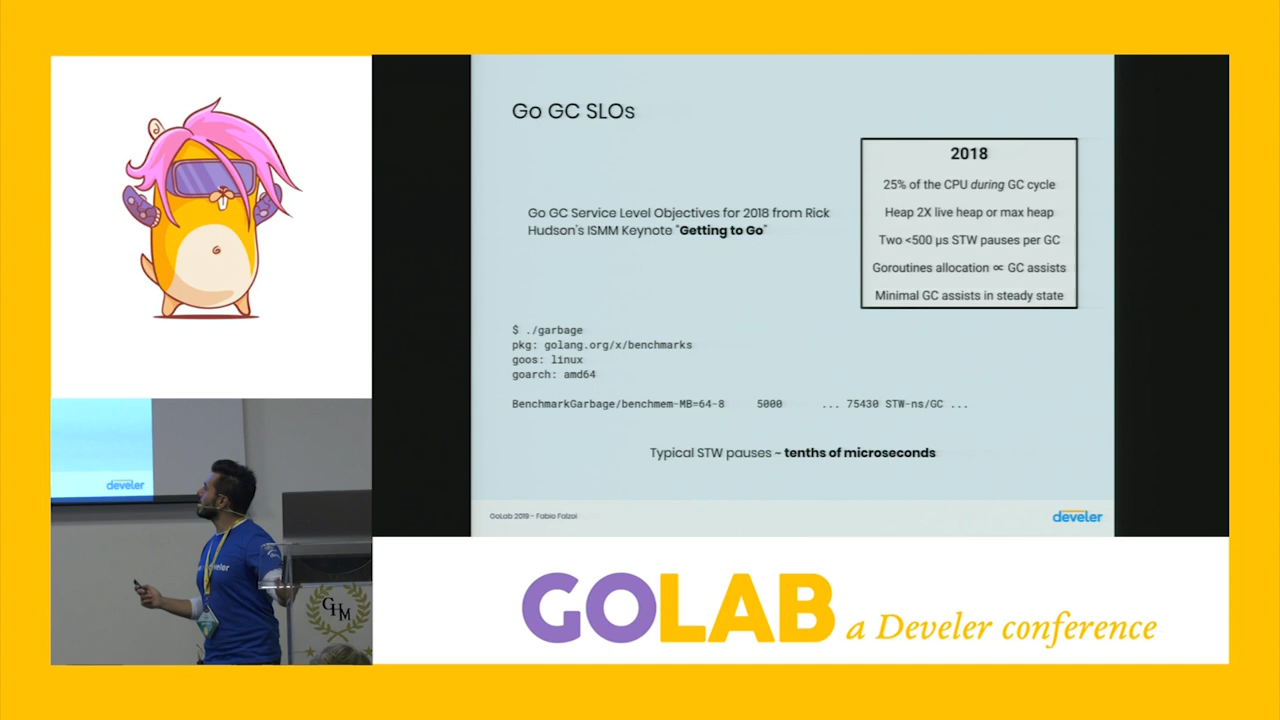 Go GC SLOs
Go GC Service Level Objectives for 2018 from Rick
Hudson's ISMM Keynote "Getting to Go"
2018
25% of the CPU during GC cycle
Heap 2X live heap or max heap
Two <500 µs STW pauses per GC
Goroutines allocation ∝ GC assists
Minimal GC assists in steady state
$ ./garbage
pkg: golang.org/x/benchmarks
goos: linux
goarch: amd64
BenchmarkGarbage/benchmem-MB=64-8 5000 ... 75430 STW-ns/GC ...
Typical STW pauses ~ tenths of microseconds
GoLab 2019 - Fabio Falzoi
develer
develer
GHM
GOLAB a Develer conference